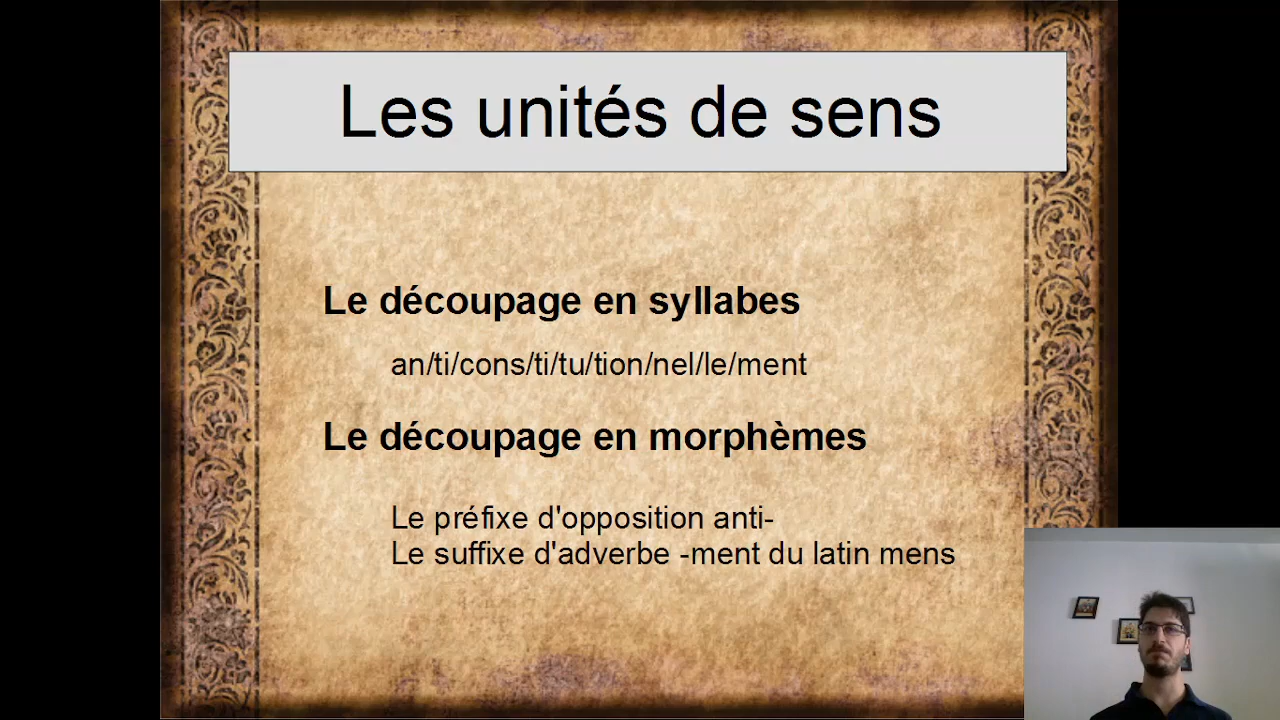 Les unités de sens
Le découpage en syllabes
an/ti/cons/ti/tu/tion/nel/le/ment
Le découpage en morphèmes
Le préfixe d'opposition anti-
Le suffixe d'adverbe -ment du latin mens